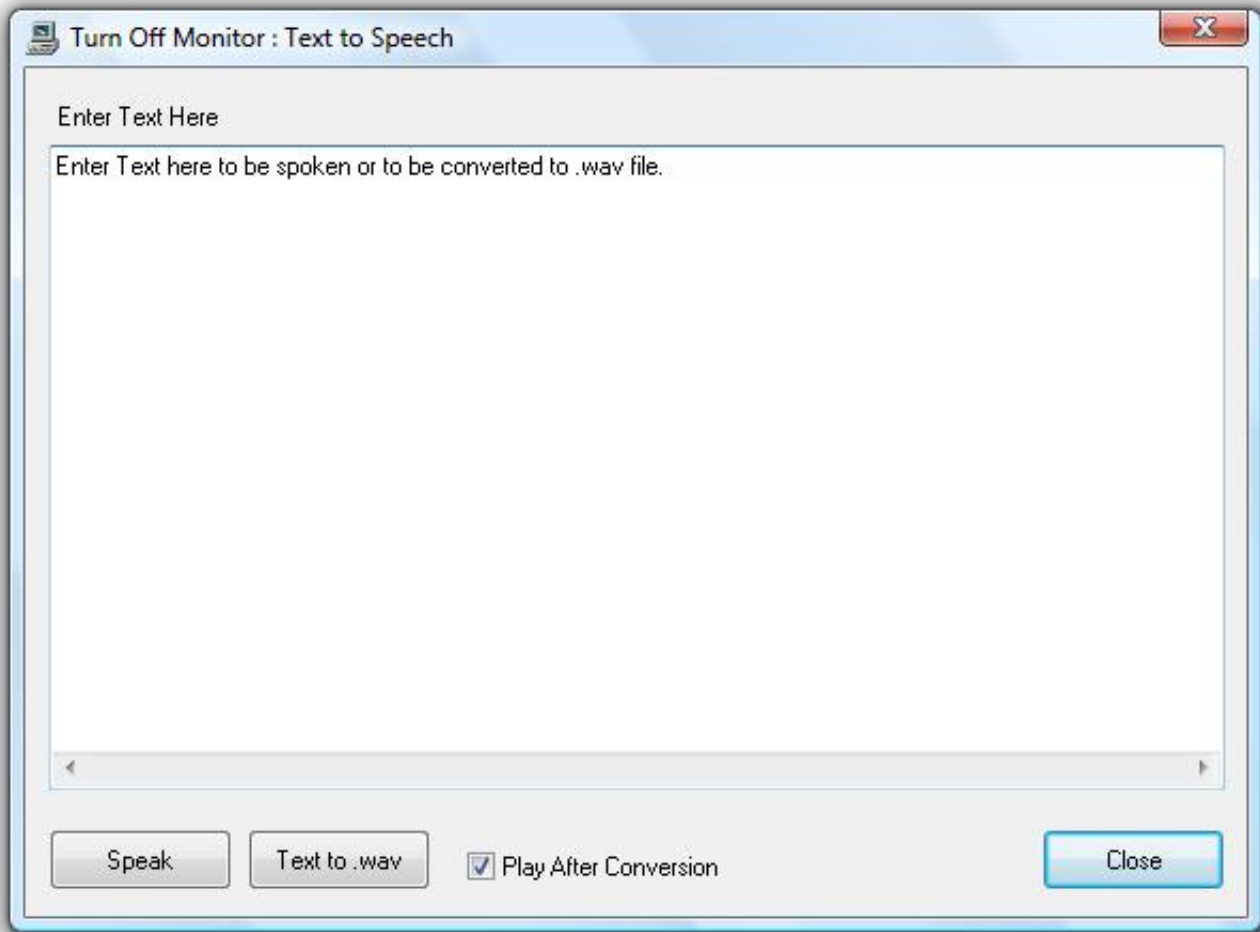 Turn Off Monitor : Text to Speech
Enter Text Here
Enter Text here to be spoken or to be converted to .wav file.
Speak
Text to .wav
Play After Conversion
Close